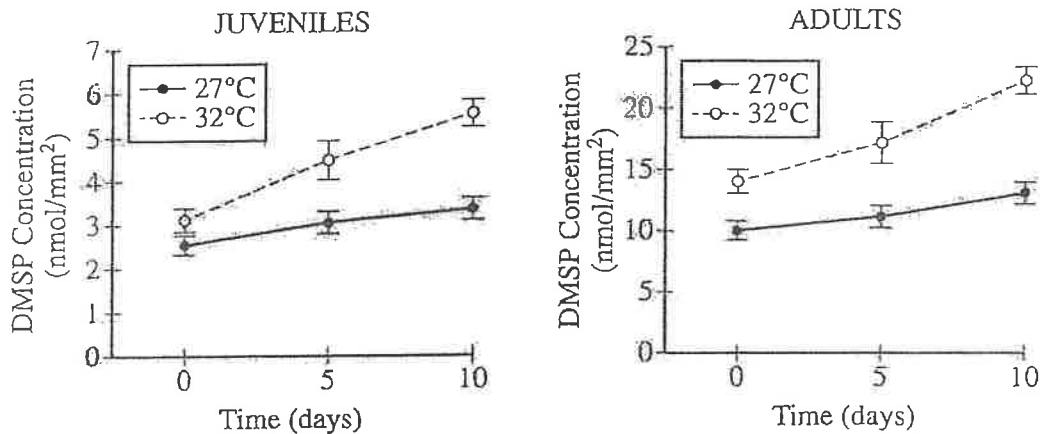 JUVENILES
7
6
5
4
3
2
1
0
27°C
32°C
DMSP Concentration
(nmol/mm²)
0 5 10
Time (days)
ADULTS
25
20
15
10
5
0
27°C
32°C
DMSP Concentration
(nmol/mm²)
0 5 10
Time (days)